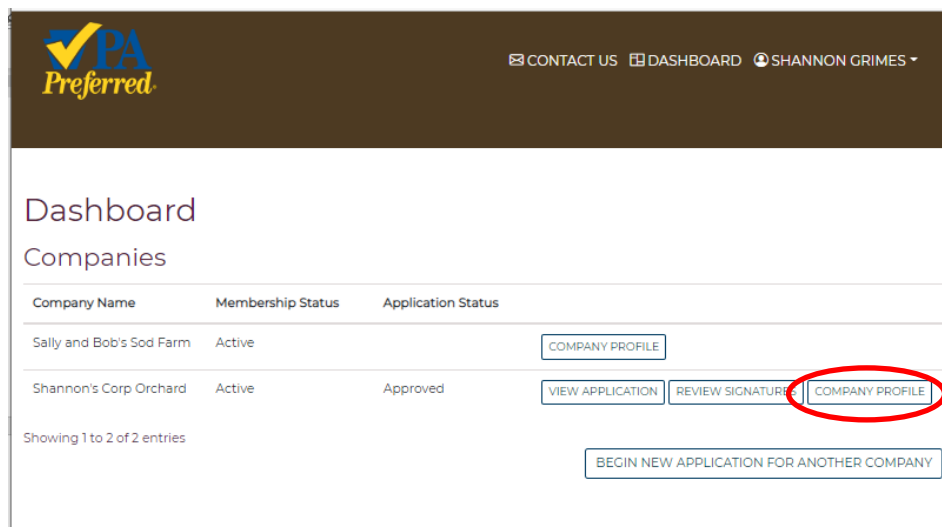 PA
Preferred.
CONTACT US DASHBOARD SHANNON GRIMES
Dashboard
Companies
Company Name Membership Status Application Status
Sally and Bob's Sod Farm Active COMPANY PROFILE
Shannon's Corp Orchard Active Approved VIEW APPLICATION REVIEW SIGNATURES COMPANY PROFILE
Showing 1 to 2 of 2 entries
BEGIN NEW APPLICATION FOR ANOTHER COMPANY